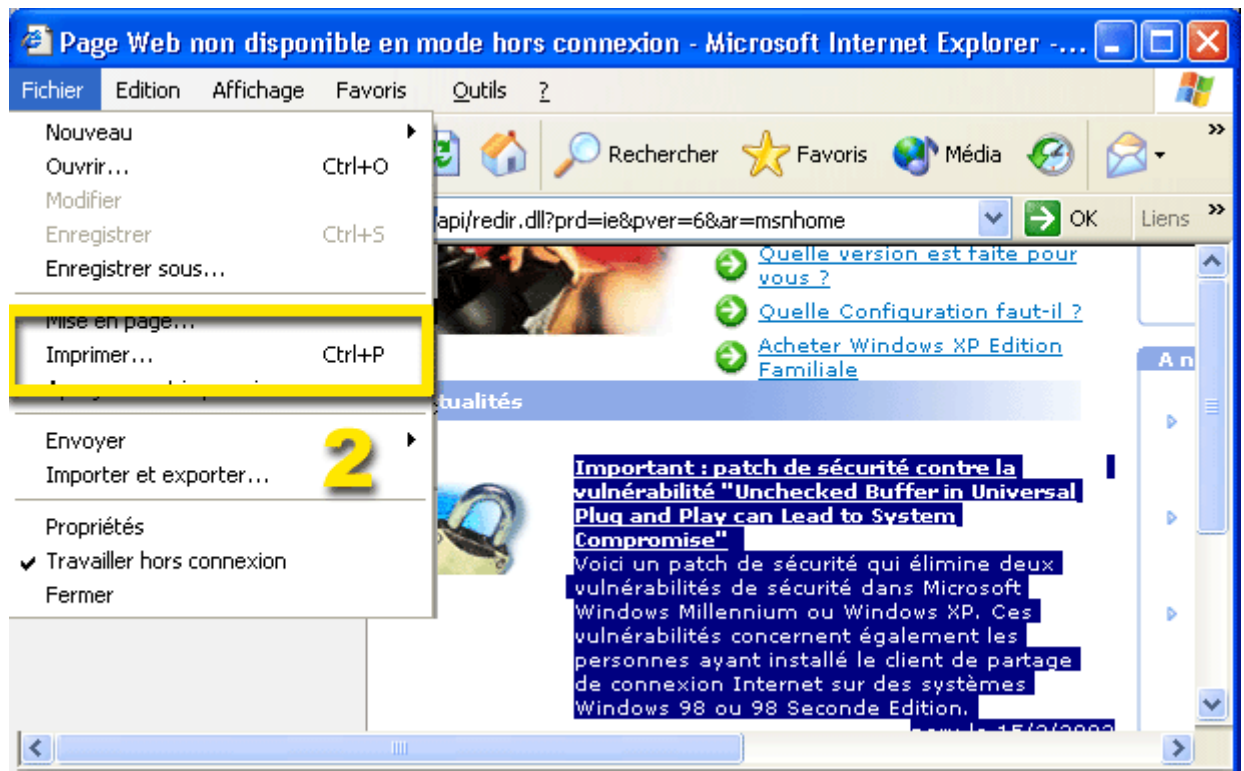 Page Web non disponible en mode hors connexion - Microsoft Internet Explorer -...
Fichier Edition Affichage Favoris Outils ?
Rechercher Favoris Média »
api/redir.dll?prd=ie&pver=6&ar=msnhome OK Liens »
Nouveau
Ouvrir... Ctrl+O
Modifier
Enregistrer Ctrl+S
Enregistrer sous...
Mise en page...
Imprimer... Ctrl+P
Envoyer
Importer et exporter...
2
Propriétés
Travailler hors connexion
Fermer
Quelle version est faite pour
vous ?
Quelle Configuration faut-il ?
Acheter Windows XP Edition
Familiale
An
tualités
Important : patch de sécurité contre la
vulnérabilité "Unchecked Buffer in Universal
Plug and Play can Lead to System
Compromise"
Voici un patch de sécurité qui élimine deux
vulnérabilités de sécurité dans Microsoft
Windows Millennium ou Windows XP. Ces
vulnérabilités concernent également les
personnes ayant installé le client de partage
de connexion Internet sur des systèmes
Windows 98 ou 98 Seconde Edition.